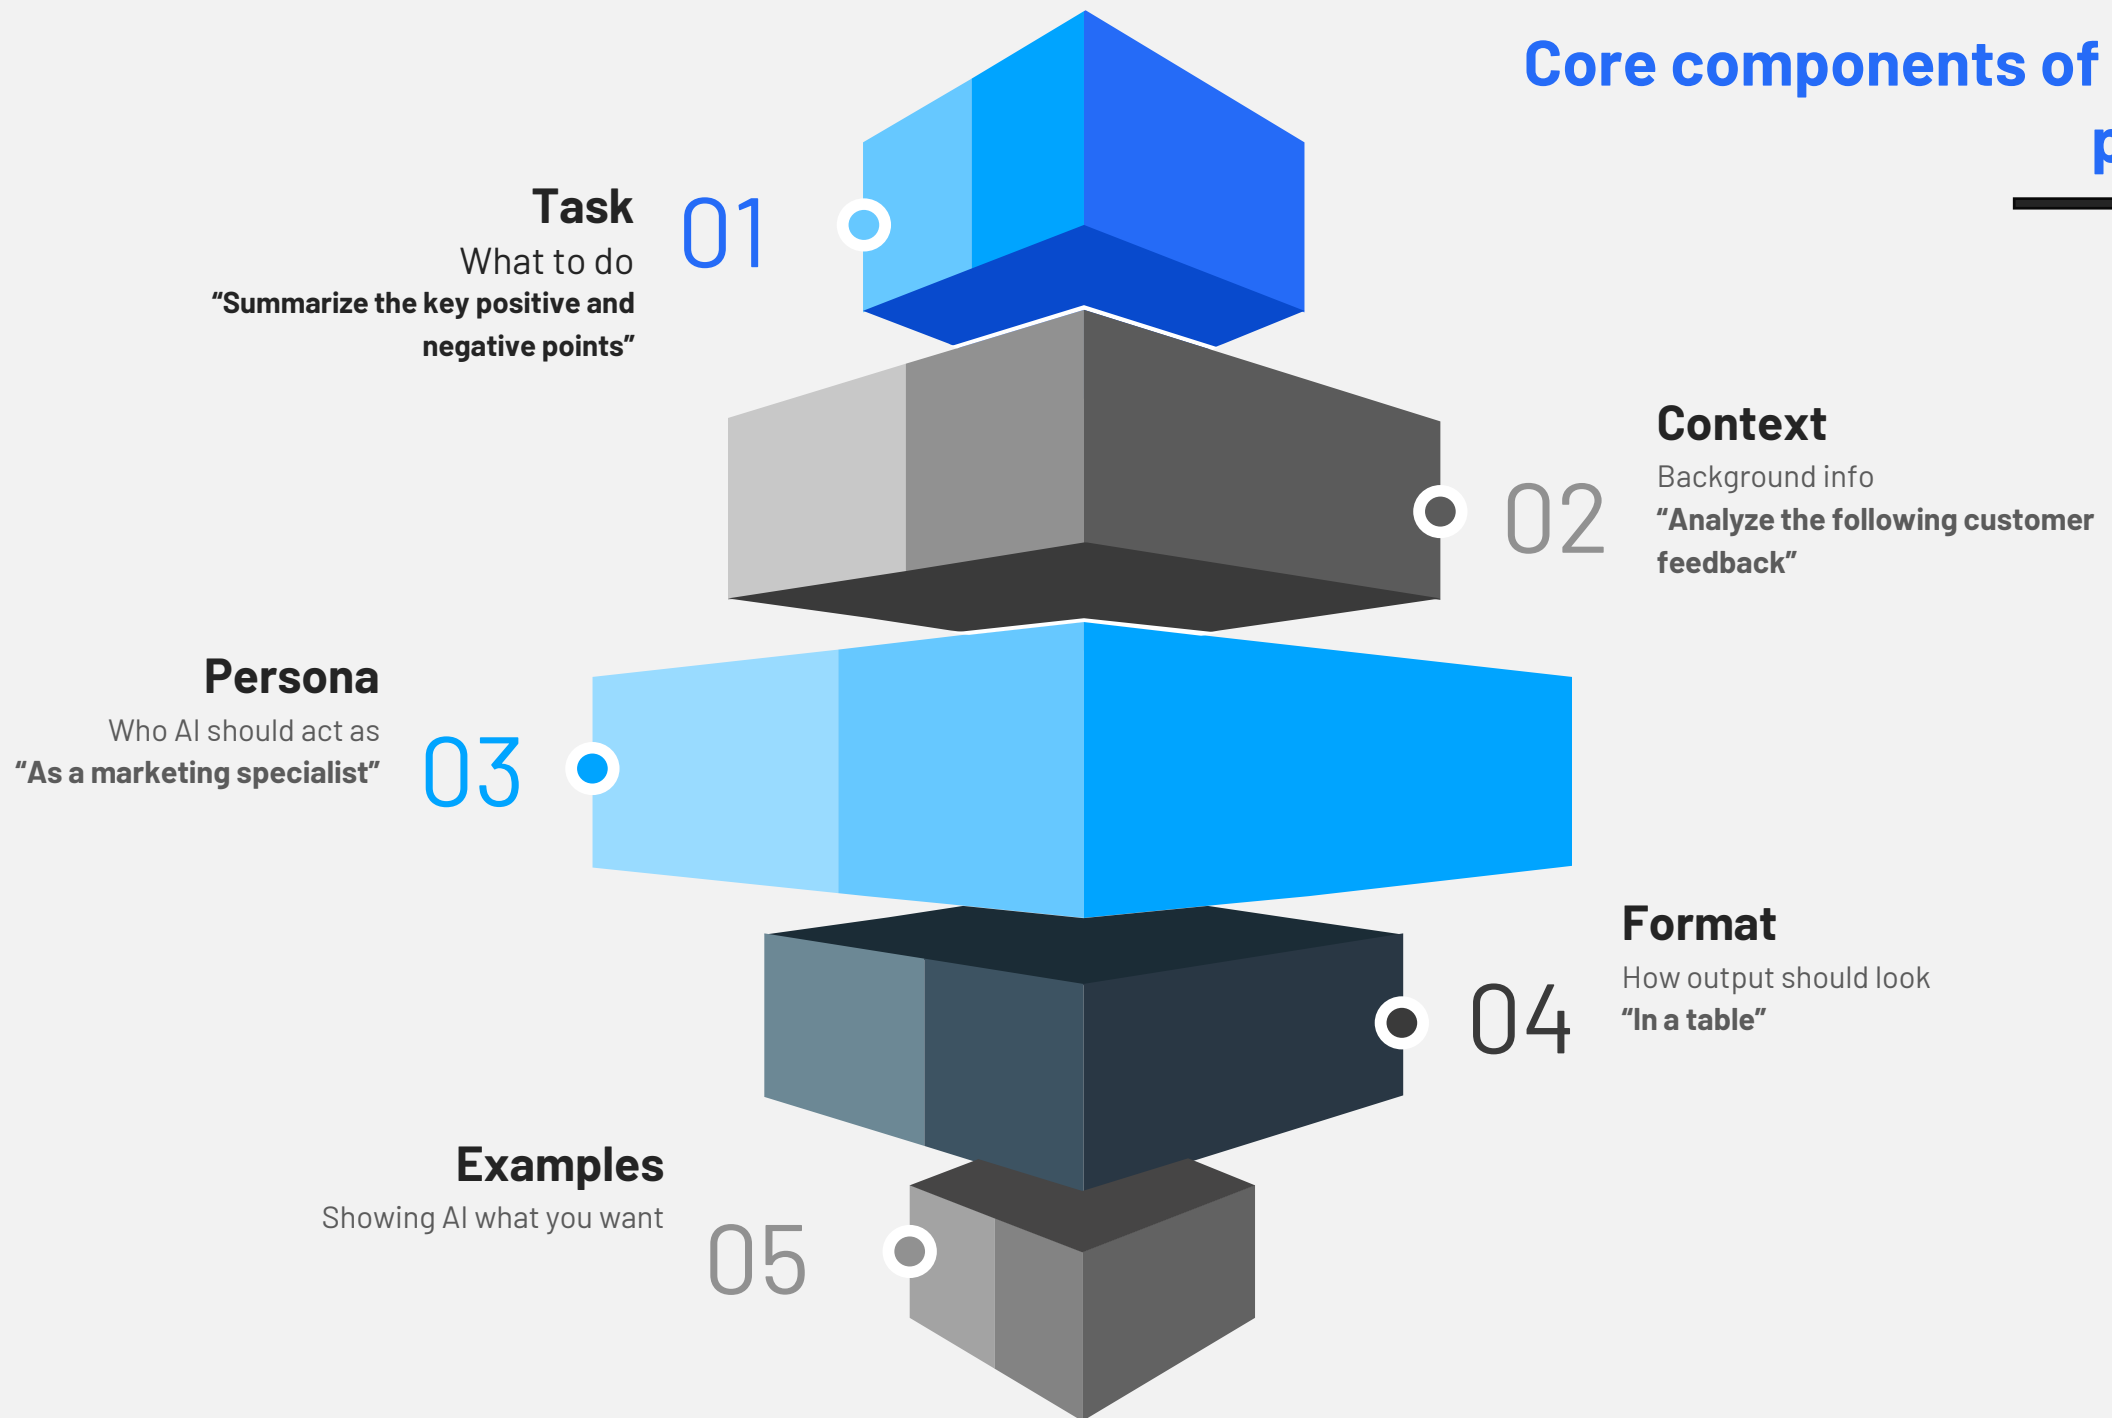 Core components of
Task
01
What to do
“Summarize the key positive and
negative points”
Context
02
Background info
“Analyze the following customer
feedback”
Persona
03
Who AI should act as
“As a marketing specialist”
Format
04
How output should look
“In a table”
Examples
05
Showing AI what you want